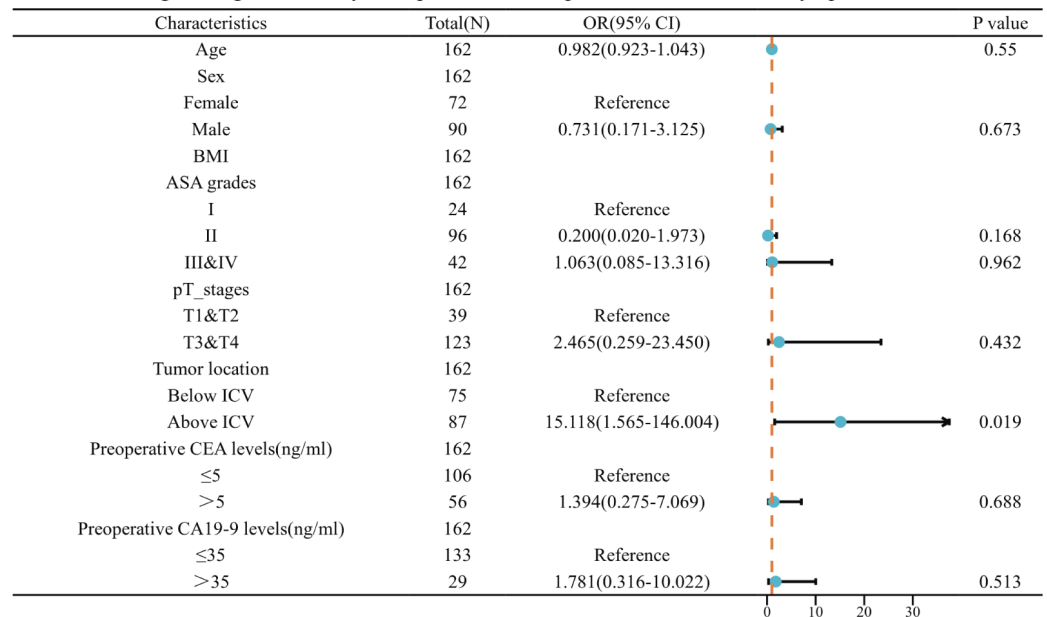 Characteristics Total(N) OR(95% CI) P value
Age 162 0.982(0.923-1.043) 0.55
Sex 162
Female 72 Reference
Male 90 0.731(0.171-3.125) 0.673
BMI 162
ASA grades 162
I 24 Reference
II 96 0.200(0.020-1.973) 0.168
III&IV 42 1.063(0.085-13.316) 0.962
pT_stages 162
T1&T2 39 Reference
T3&T4 123 2.465(0.259-23.450) 0.432
Tumor location 162
Below ICV 75 Reference
Above ICV 87 15.118(1.565-146.004) 0.019
Preoperative CEA levels(ng/ml) 162
≤5 106 Reference
>5 56 1.394(0.275-7.069) 0.688
Preoperative CA19-9 levels(ng/ml) 162
≤35 133 Reference
>35 29 1.781(0.316-10.022) 0.513
0 10 20 30